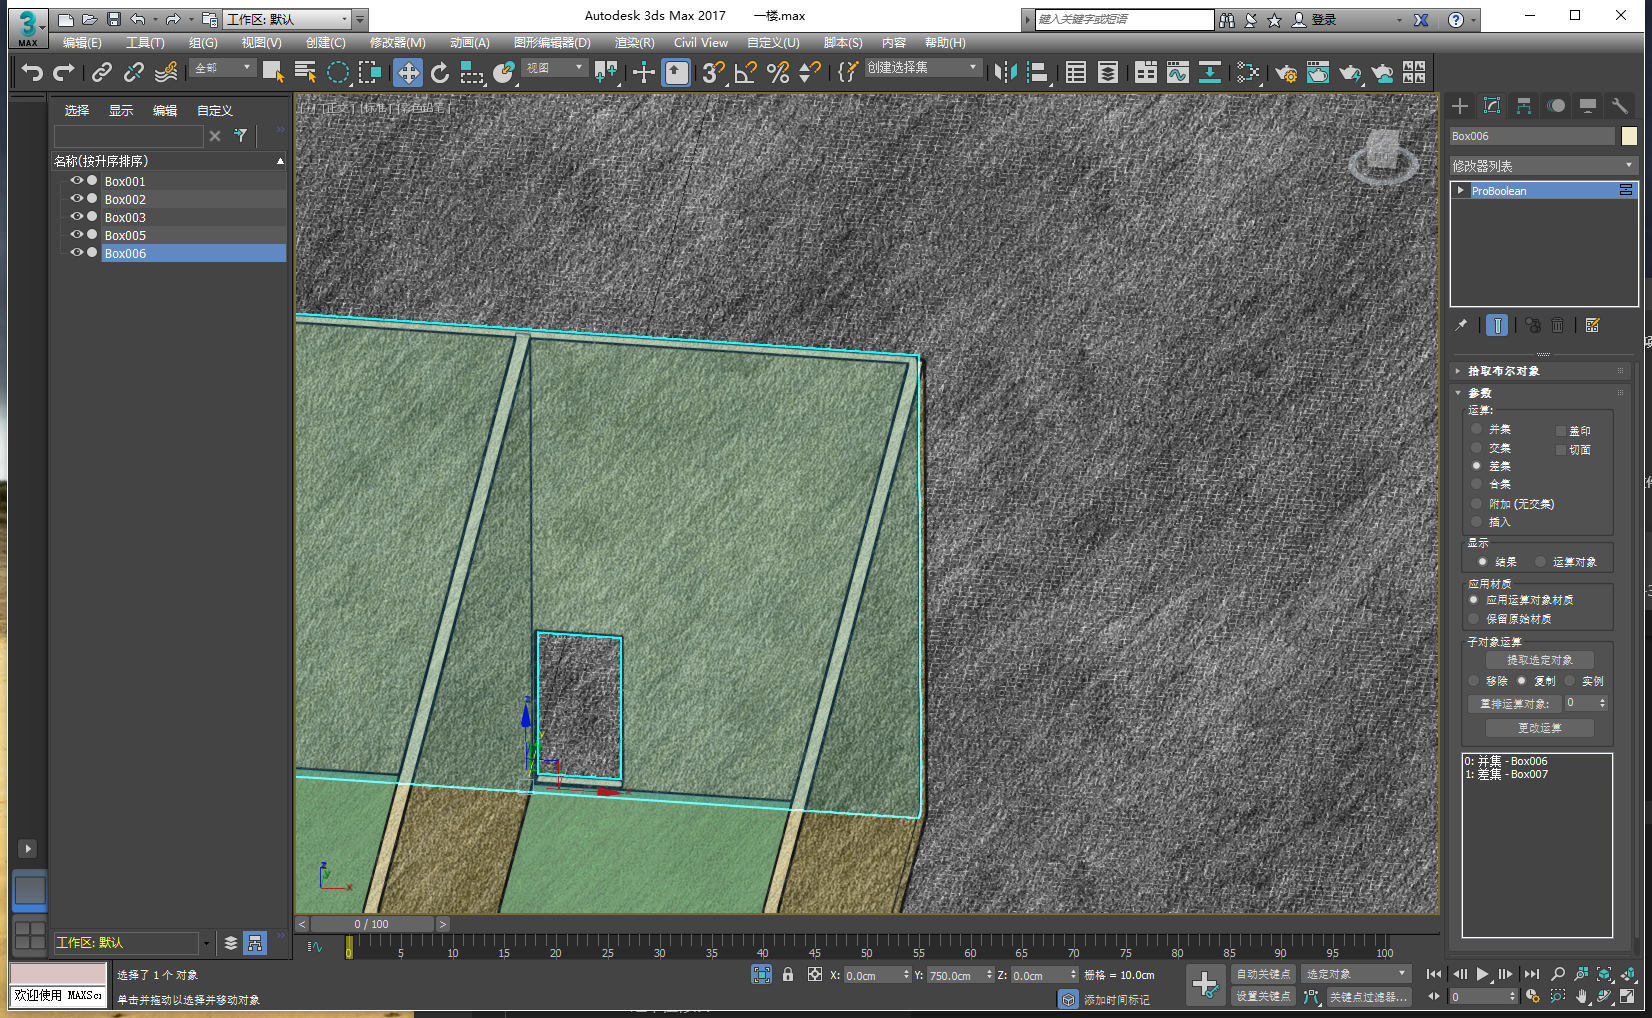 工作区: 默认
Autodesk 3ds Max 2017 一楼.max
键入关键字或短语
登录
MAX
编辑(E) 工具(T) 组(G) 视图(V) 创建(C) 修改器(M) 动画(A) 图形编辑器(D) 渲染(R) Civil View 自定义(U) 脚本(S) 内容 帮助(H)
全部
视图
创建选择集
选择 显示 编辑 自定义
名称(按升序排序)
Box001
Box002
Box003
Box005
Box006
工作区: 默认
0 / 100
0 5 10 15 20 25 30 35 40 45 50 55 60 65 70 75 80 85 90 95 100
Box006
修改器列表
ProBoolean
拾取布尔对象
参数
运算:
并集 盖印
交集 切面
差集
合集
附加 (无交集)
插入
显示
结果 运算对象
应用材质
应用运算对象材质
保留原始材质
子对象运算
提取选定对象
移除 复制 实例
重排运算对象: 0
更改运算
0: 并集 - Box006
1: 差集 - Box007
选择了 1 个 对象
X: 0.0cm Y: 750.0cm Z: 0.0cm 栅格 = 10.0cm
自动关键点 选定对象
欢迎使用 MAXSc
单击并拖动以选择并移动对象
添加时间标记
设置关键点 关键点过滤器...
0